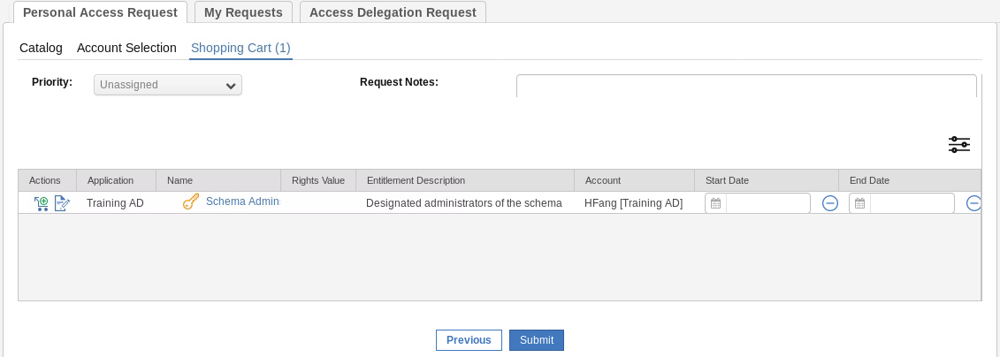 Personal Access Request My Requests Access Delegation Request
Catalog Account Selection Shopping Cart (1)
Priority: Unassigned Request Notes:
Actions Application Name Rights Value Entitlement Description Account Start Date End Date
Training AD Schema Admins Designated administrators of the schema HFang [Training AD]
Previous Submit